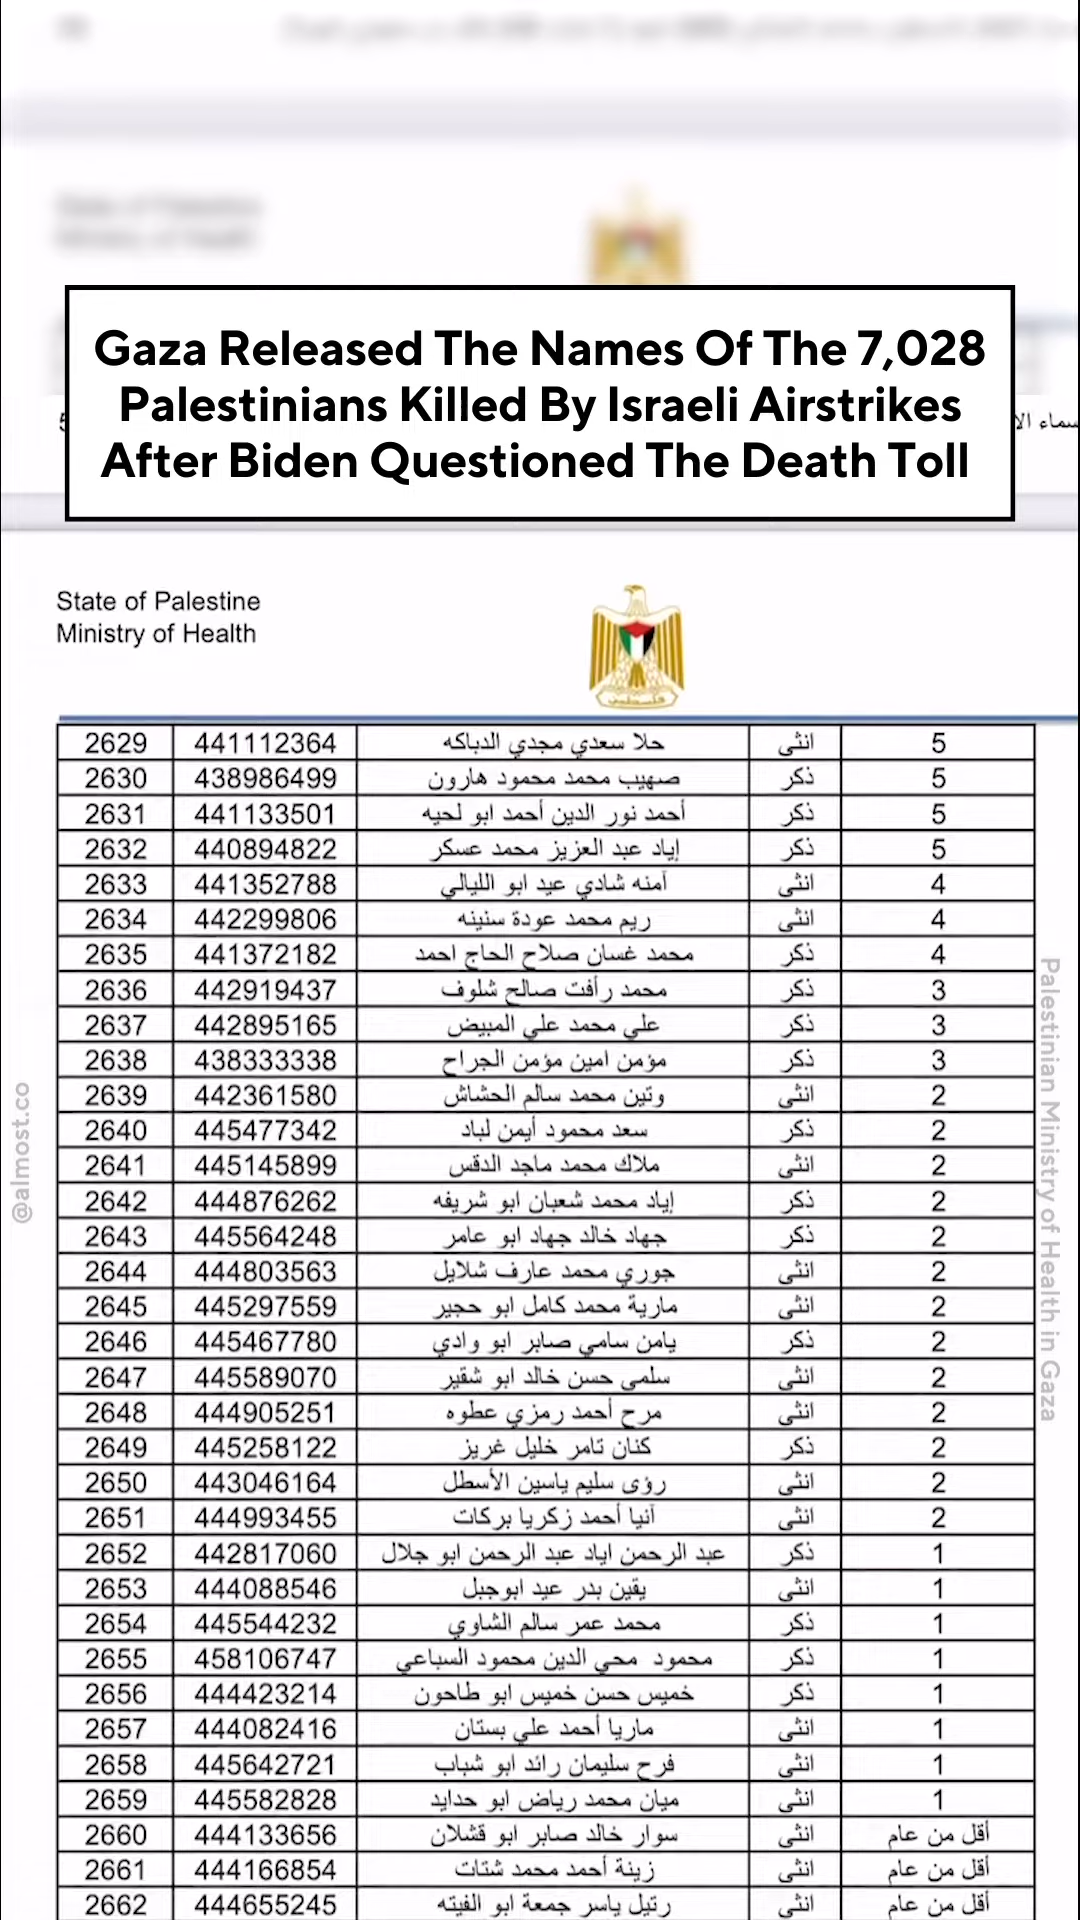 Gaza Released The Names Of The 7,028
Palestinians Killed By Israeli Airstrikes
After Biden Questioned The Death Toll
State of Palestine
Ministry of Health
فلسطين
2629 441112364 حلا سعدي مجدي الدباكه انثى 5
2630 438986499 صهيب محمد محمود هارون ذكر 5
2631 441133501 أحمد نور الدين أحمد ابو لحيه ذكر 5
2632 440894822 إياد عبد العزيز محمد عسكر ذكر 5
2633 441352788 آمنه شادي عيد ابو الليالي انثى 4
2634 442299806 ريم محمد عودة سنينه انثى 4
2635 441372182 محمد غسان صلاح الحاج احمد ذكر 4
2636 442919437 محمد رأفت صالح شلوف ذكر 3
2637 442895165 علي محمد علي المبيض ذكر 3
2638 438333338 مؤمن امين مؤمن الجراح ذكر 3
2639 442361580 وتين محمد سالم الحشاش انثى 2
2640 445477342 سعد محمود أيمن لباد ذكر 2
2641 445145899 ملاك محمد ماجد الدقس انثى 2
2642 444876262 إياد محمد شعبان ابو شريفه ذكر 2
2643 445564248 جهاد خالد جهاد ابو عامر ذكر 2
2644 444803563 جوري محمد عارف شلايل انثى 2
2645 445297559 مارية محمد كامل ابو حجير انثى 2
2646 445467780 يامن سامي صابر ابو وادي ذكر 2
2647 445589070 سلمى حسن خالد ابو شقير انثى 2
2648 444905251 مرح أحمد رمزي عطوه انثى 2
2649 445258122 كنان تامر خليل غريز ذكر 2
2650 443046164 رؤى سليم ياسين الأسطل انثى 2
2651 444993455 آنيا أحمد زكريا بركات انثى 2
2652 442817060 عبد الرحمن اياد عبد الرحمن ابو جلال ذكر 1
2653 444088546 يقين بدر عيد ابوجبل انثى 1
2654 445544232 محمد عمر سالم الشاوي ذكر 1
2655 458106747 محمود محي الدين محمود السباعي ذكر 1
2656 444423214 خميس حسن خميس ابو طاحون ذكر 1
2657 444082416 ماريا أحمد علي بستان انثى 1
2658 445642721 فرح سليمان رائد ابو شباب انثى 1
2659 445582828 ميان محمد رياض ابو حدايد انثى 1
2660 444133656 سوار خالد صابر ابو قشلان انثى أقل من عام
2661 444166854 زينة أحمد محمد شتات انثى أقل من عام
2662 444655245 رتيل ياسر جمعة ابو الفيته انثى أقل من عام
@almost.co
Palestinian Ministry of Health in Gaza